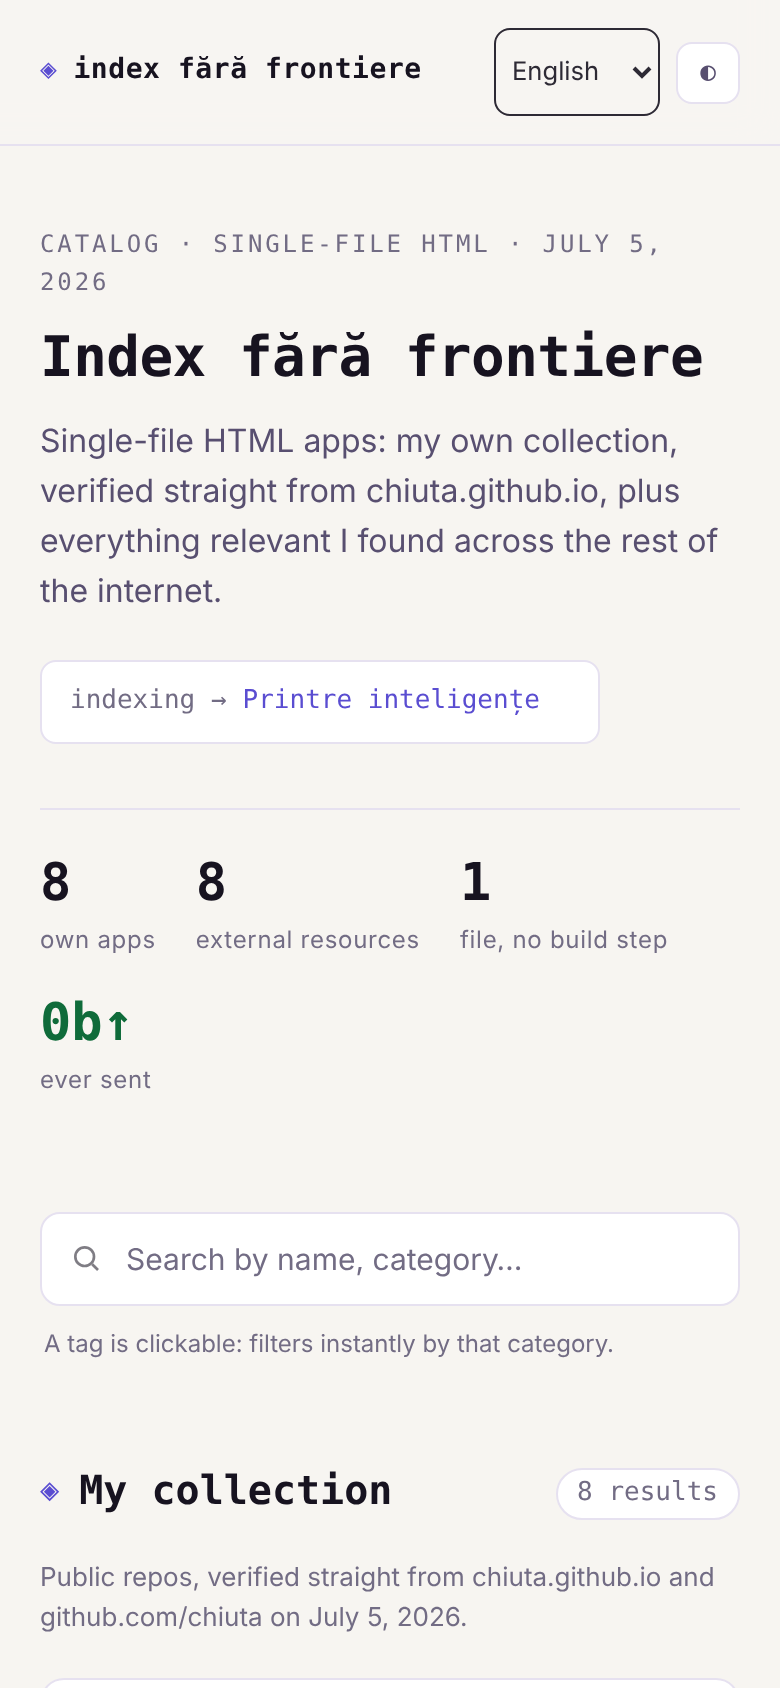 ◈ index fără frontiere
English
CATALOG · SINGLE-FILE HTML · JULY 5,
2026
Index fără frontiere
Single-file HTML apps: my own collection,
verified straight from chiuta.github.io, plus
everything relevant I found across the rest of
the internet.
indexing → Printre inteligențe
8 8 1
own apps external resources file, no build step
0b↑
ever sent
Search by name, category...
A tag is clickable: filters instantly by that category.
◈ My collection
8 results
Public repos, verified straight from chiuta.github.io and
github.com/chiuta on July 5, 2026.